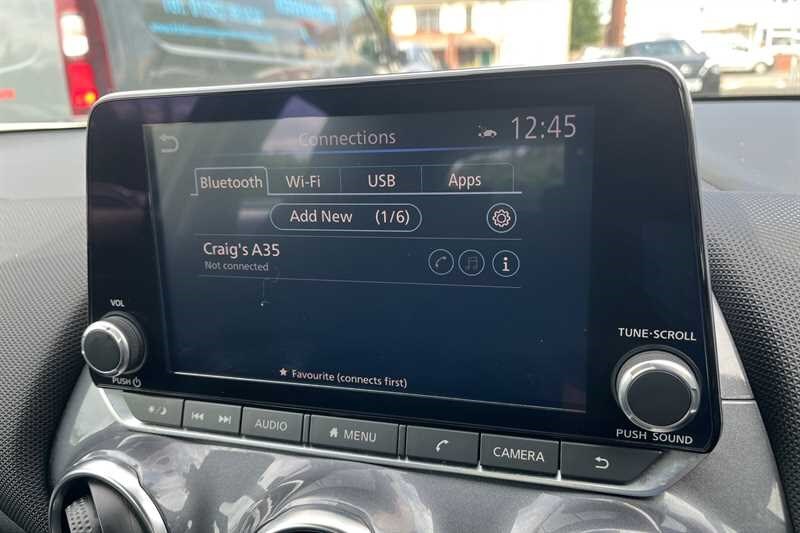 Connections 12:45
Bluetooth Wi-Fi USB Apps
Add New (1/6)
Craig's A35
Not connected
★ Favourite (connects first)
VOL
PUSH
TUNE·SCROLL
PUSH SOUND
AUDIO MENU CAMERA